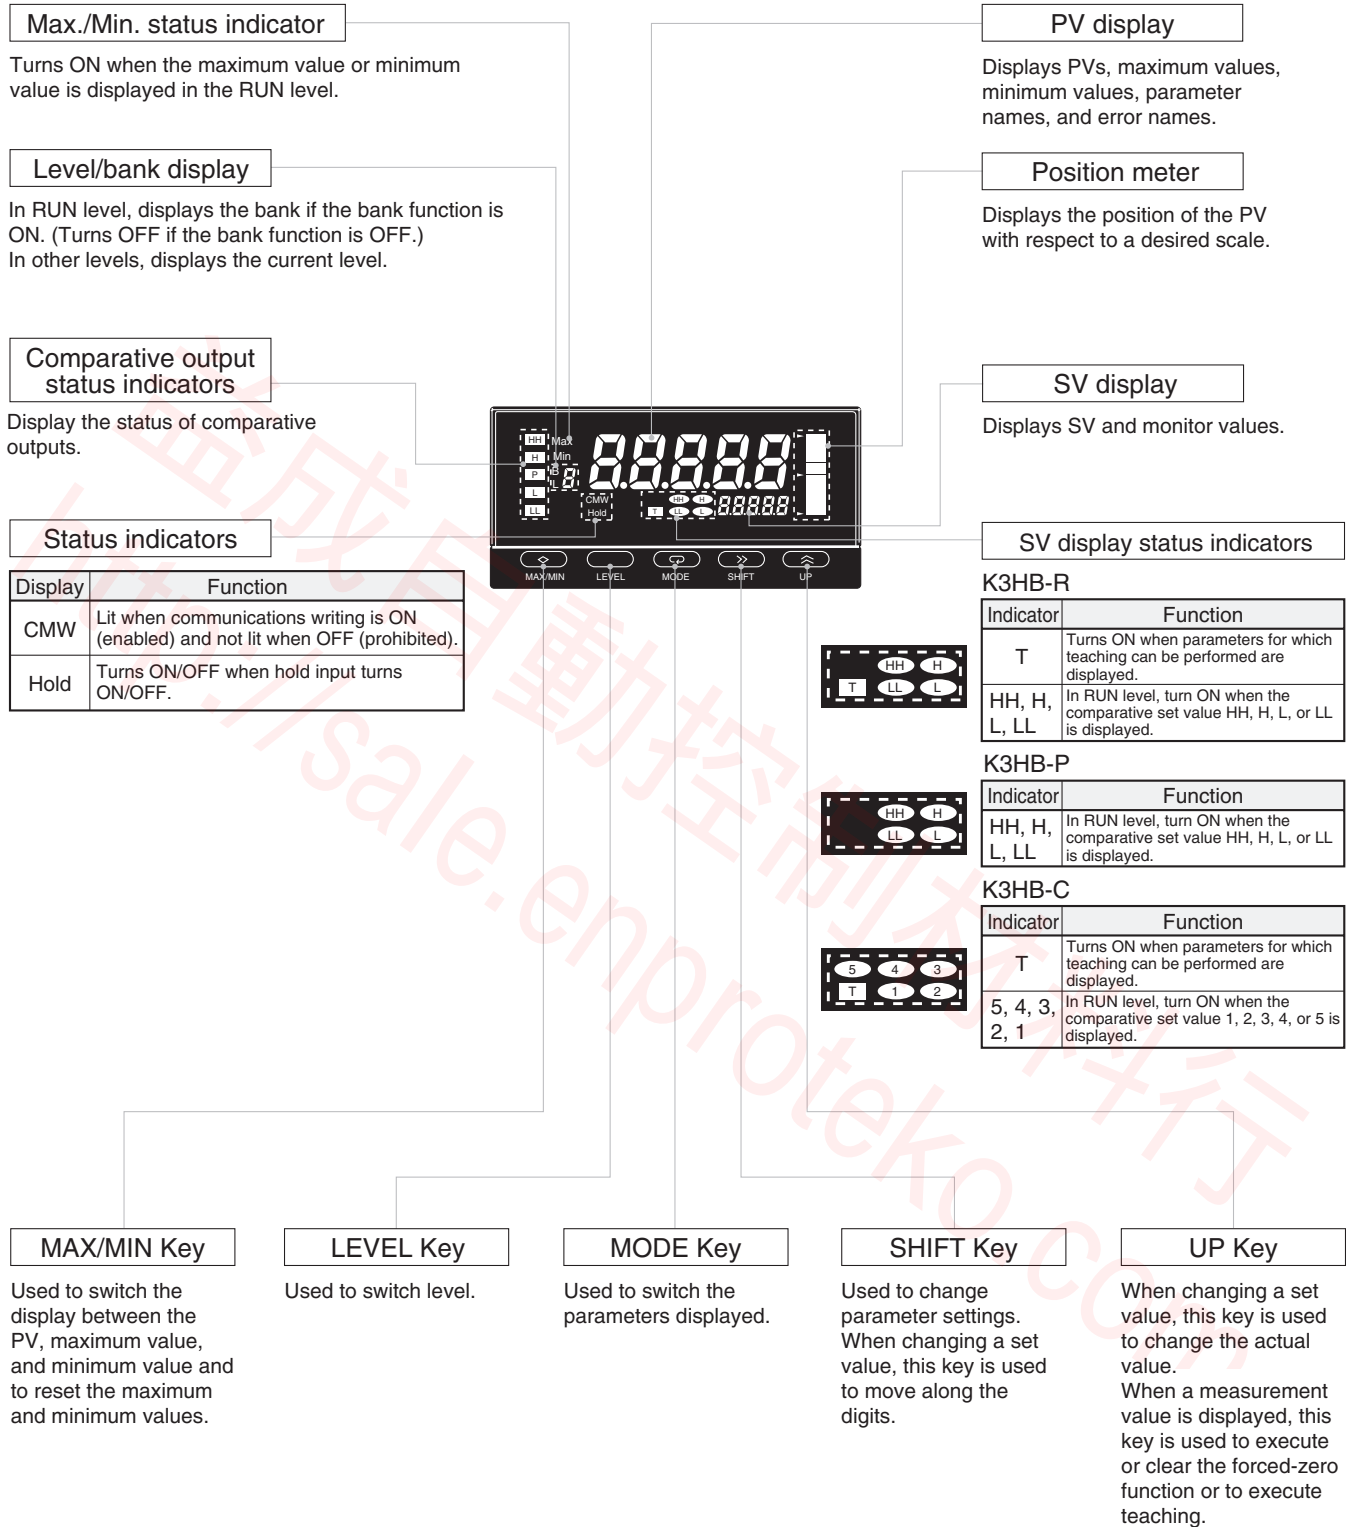 Max./Min. status indicator
Turns ON when the maximum value or minimum
value is displayed in the RUN level.
Level/bank display
In RUN level, displays the bank if the bank function is
ON. (Turns OFF if the bank function is OFF.)
In other levels, displays the current level.
Comparative output
status indicators
Display the status of comparative
outputs.
Status indicators
Display Function
CMW Lit when communications writing is ON
(enabled) and not lit when OFF (prohibited).
Hold Turns ON/OFF when hold input turns
ON/OFF.
PV display
Displays PVs, maximum values,
minimum values, parameter
names, and error names.
Position meter
Displays the position of the PV
with respect to a desired scale.
SV display
Displays SV and monitor values.
SV display status indicators
HH Max
H Min
P B
L L 8
LL
88888
CMW
Hold
HH H
T LL L
88888
MAX/MIN LEVEL MODE SHIFT UP
K3HB-R
HH H
T LL L
Indicator Function
T Turns ON when parameters for which
teaching can be performed are
displayed.
HH, H, L, LL In RUN level, turn ON when the
comparative set value HH, H, L, or LL
is displayed.
K3HB-P
HH H
LL L
Indicator Function
HH, H, L, LL In RUN level, turn ON when the
comparative set value HH, H, L, or LL
is displayed.
K3HB-C
5 4 3
T 1 2
Indicator Function
T Turns ON when parameters for which
teaching can be performed are
displayed.
5, 4, 3, 2, 1 In RUN level, turn ON when the
comparative set value 1, 2, 3, 4, or 5 is
displayed.
MAX/MIN Key
Used to switch the
display between the
PV, maximum value,
and minimum value and
to reset the maximum
and minimum values.
LEVEL Key
Used to switch level.
MODE Key
Used to switch the
parameters displayed.
SHIFT Key
Used to change
parameter settings.
When changing a set
value, this key is used
to move along the
digits.
UP Key
When changing a set
value, this key is used
to change the actual
value.
When a measurement
value is displayed, this
key is used to execute
or clear the forced-zero
function or to execute
teaching.
益成自動控制材料行
http://sale.enproteko.com